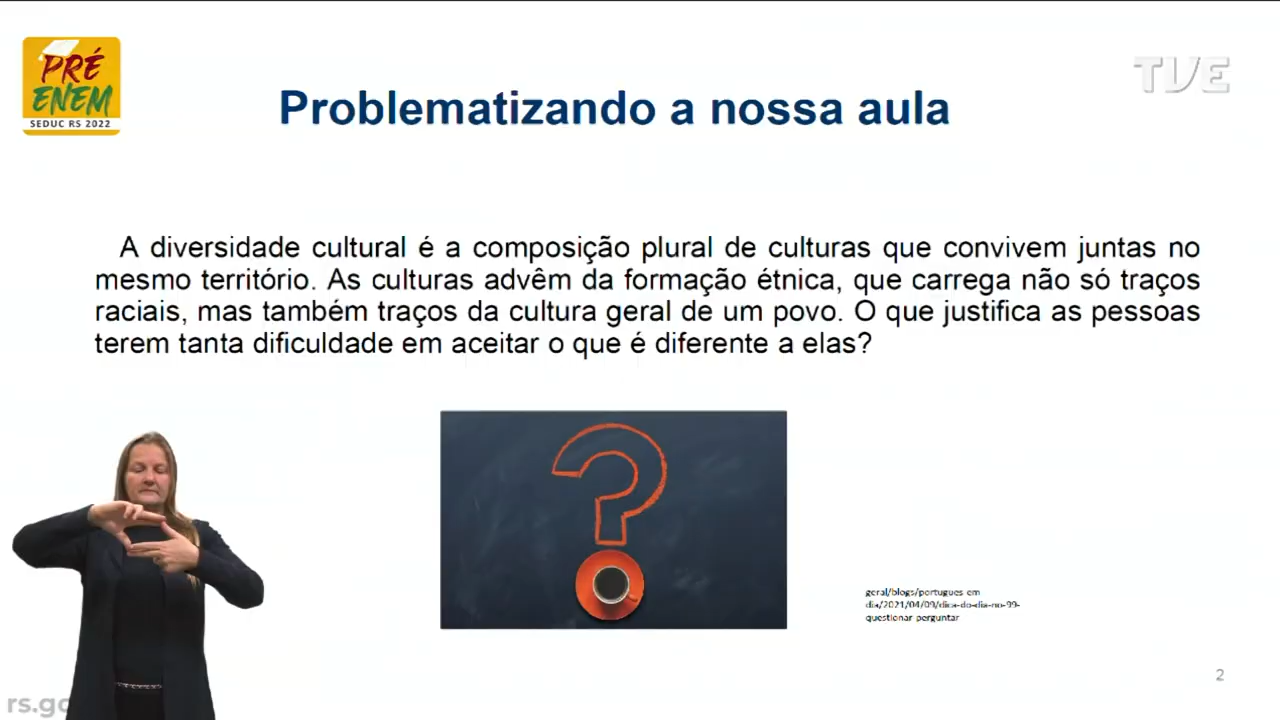 PRÉ
ENEM
SEDUC RS 2022
TVE
Problematizando a nossa aula
A diversidade cultural é a composição plural de culturas que convivem juntas no
mesmo território. As culturas advêm da formação étnica, que carrega não só traços
raciais, mas também traços da cultura geral de um povo. O que justifica as pessoas
terem tanta dificuldade em aceitar o que é diferente a elas?
geral/blogs/portugues-em
dia/2021/04/09/dica-do-dia-no-99-
questionar-perguntar
2